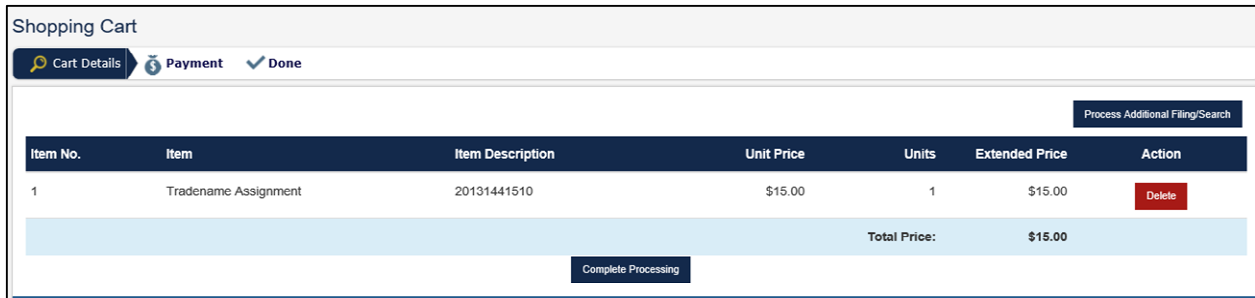 Shopping Cart
Cart Details Payment Done
Process Additional Filing/Search
Item No. Item Item Description Unit Price Units Extended Price Action
1 Tradename Assignment 20131441510 $15.00 1 $15.00 Delete
Total Price: $15.00
Complete Processing